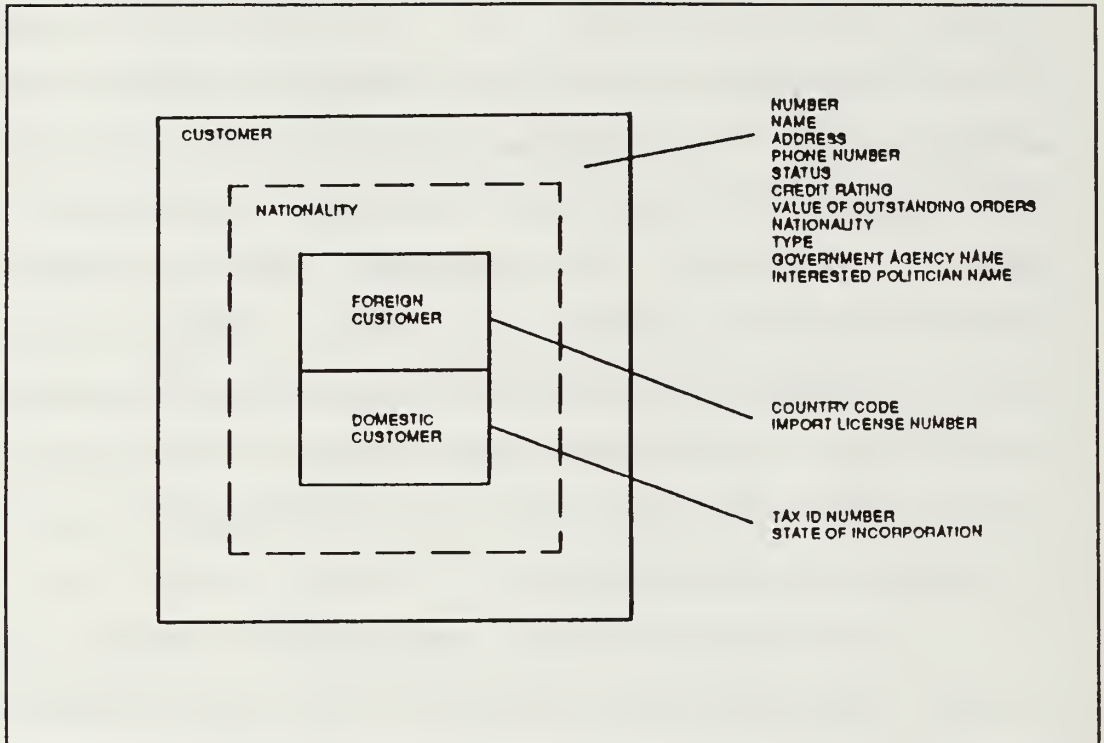 CUSTOMER
NATIONALITY
FOREIGN
CUSTOMER
DOMESTIC
CUSTOMER
NUMBER
NAME
ADDRESS
PHONE NUMBER
STATUS
CREDIT RATING
VALUE OF OUTSTANDING ORDERS
NATIONALITY
TYPE
GOVERNMENT AGENCY NAME
INTERESTED POLITICIAN NAME
COUNTRY CODE
IMPORT LICENSE NUMBER
TAX ID NUMBER
STATE OF INCORPORATION